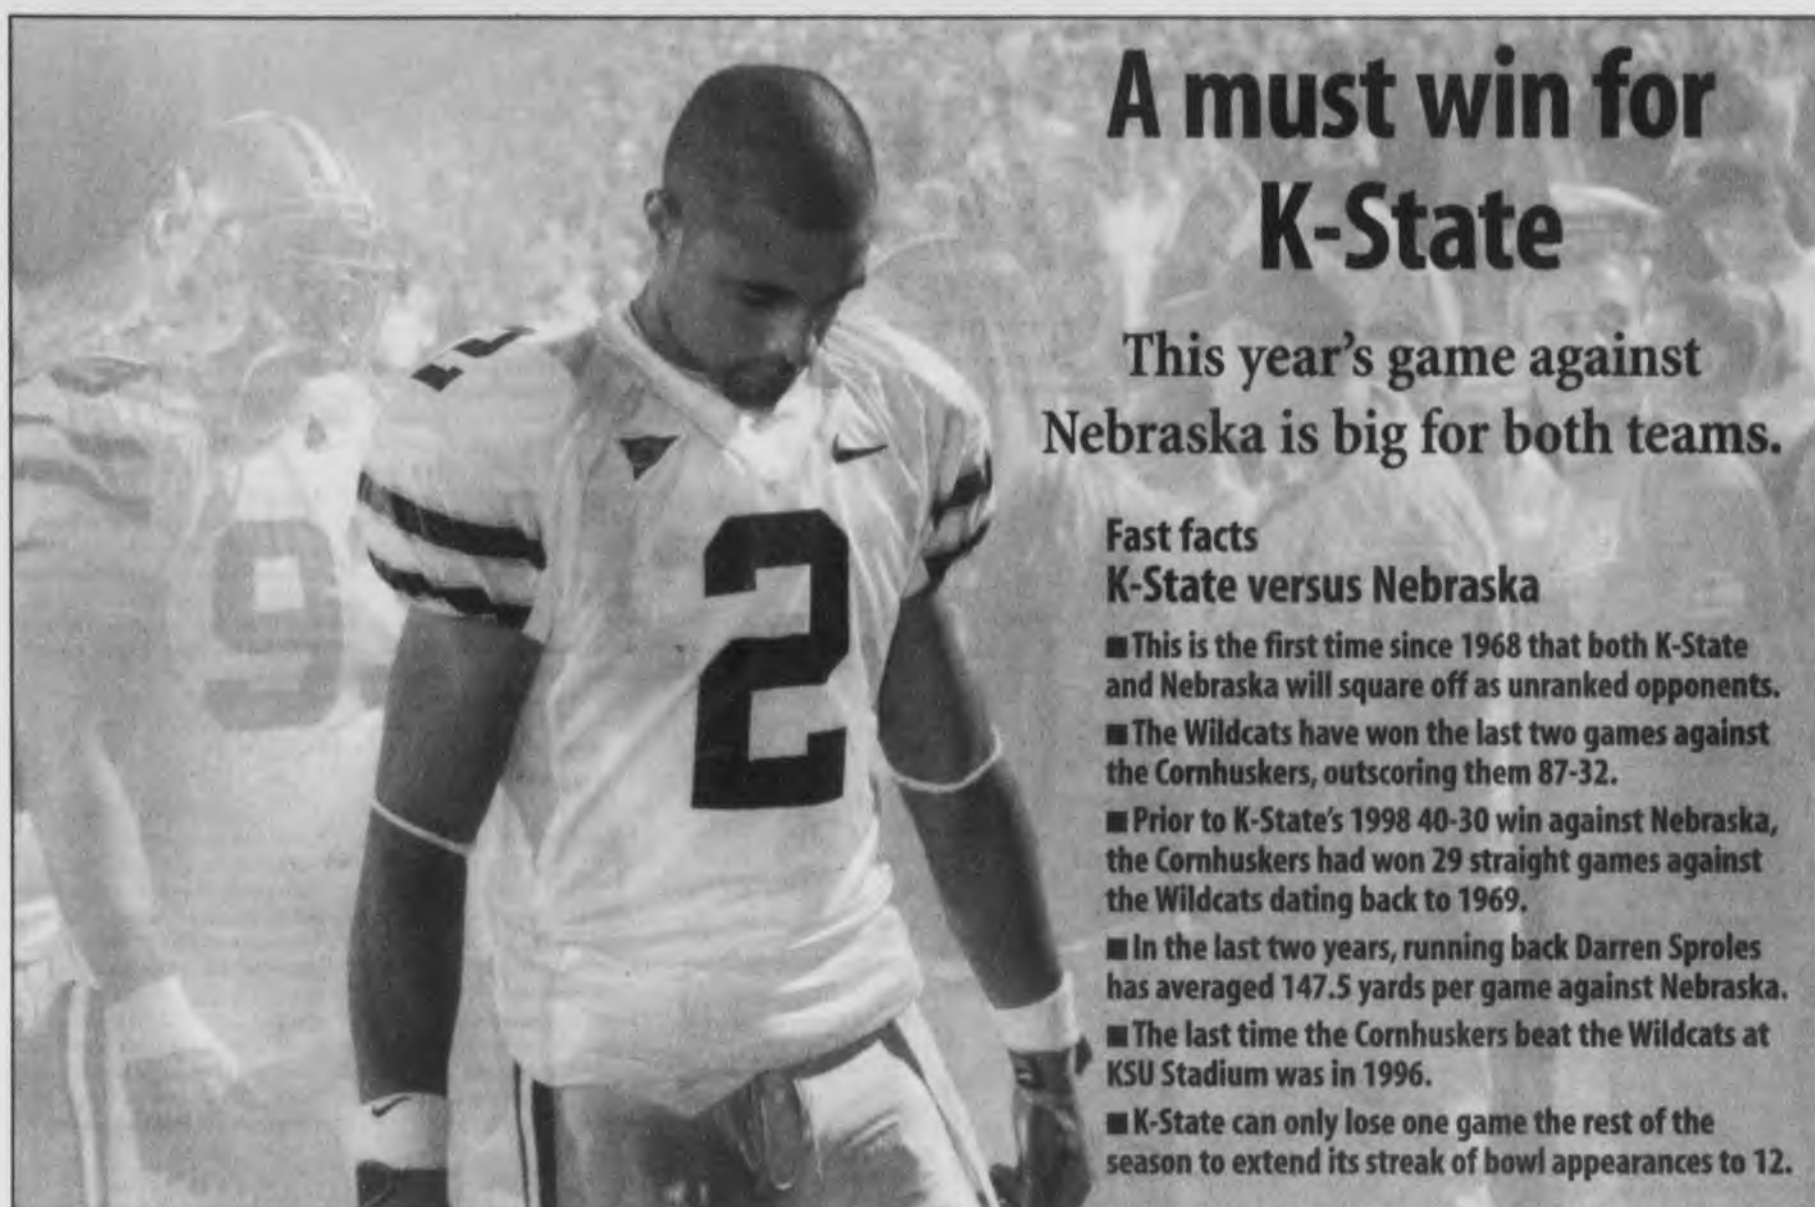 A must win for
K-State
This year's game against
Nebraska is big for both teams.
Fast facts
K-State versus Nebraska
■ This is the first time since 1968 that both K-State
and Nebraska will square off as unranked opponents.
■ The Wildcats have won the last two games against
the Cornhuskers, outscoring them 87-32.
■ Prior to K-State's 1998 40-30 win against Nebraska,
the Cornhuskers had won 29 straight games against
the Wildcats dating back to 1969.
■ In the last two years, running back Darren Sproles
has averaged 147.5 yards per game against Nebraska.
■ The last time the Cornhuskers beat the Wildcats at
KSU Stadium was in 1996.
■ K-State can only lose one game the rest of the
season to extend its streak of bowl appearances to 12.
9
2
2